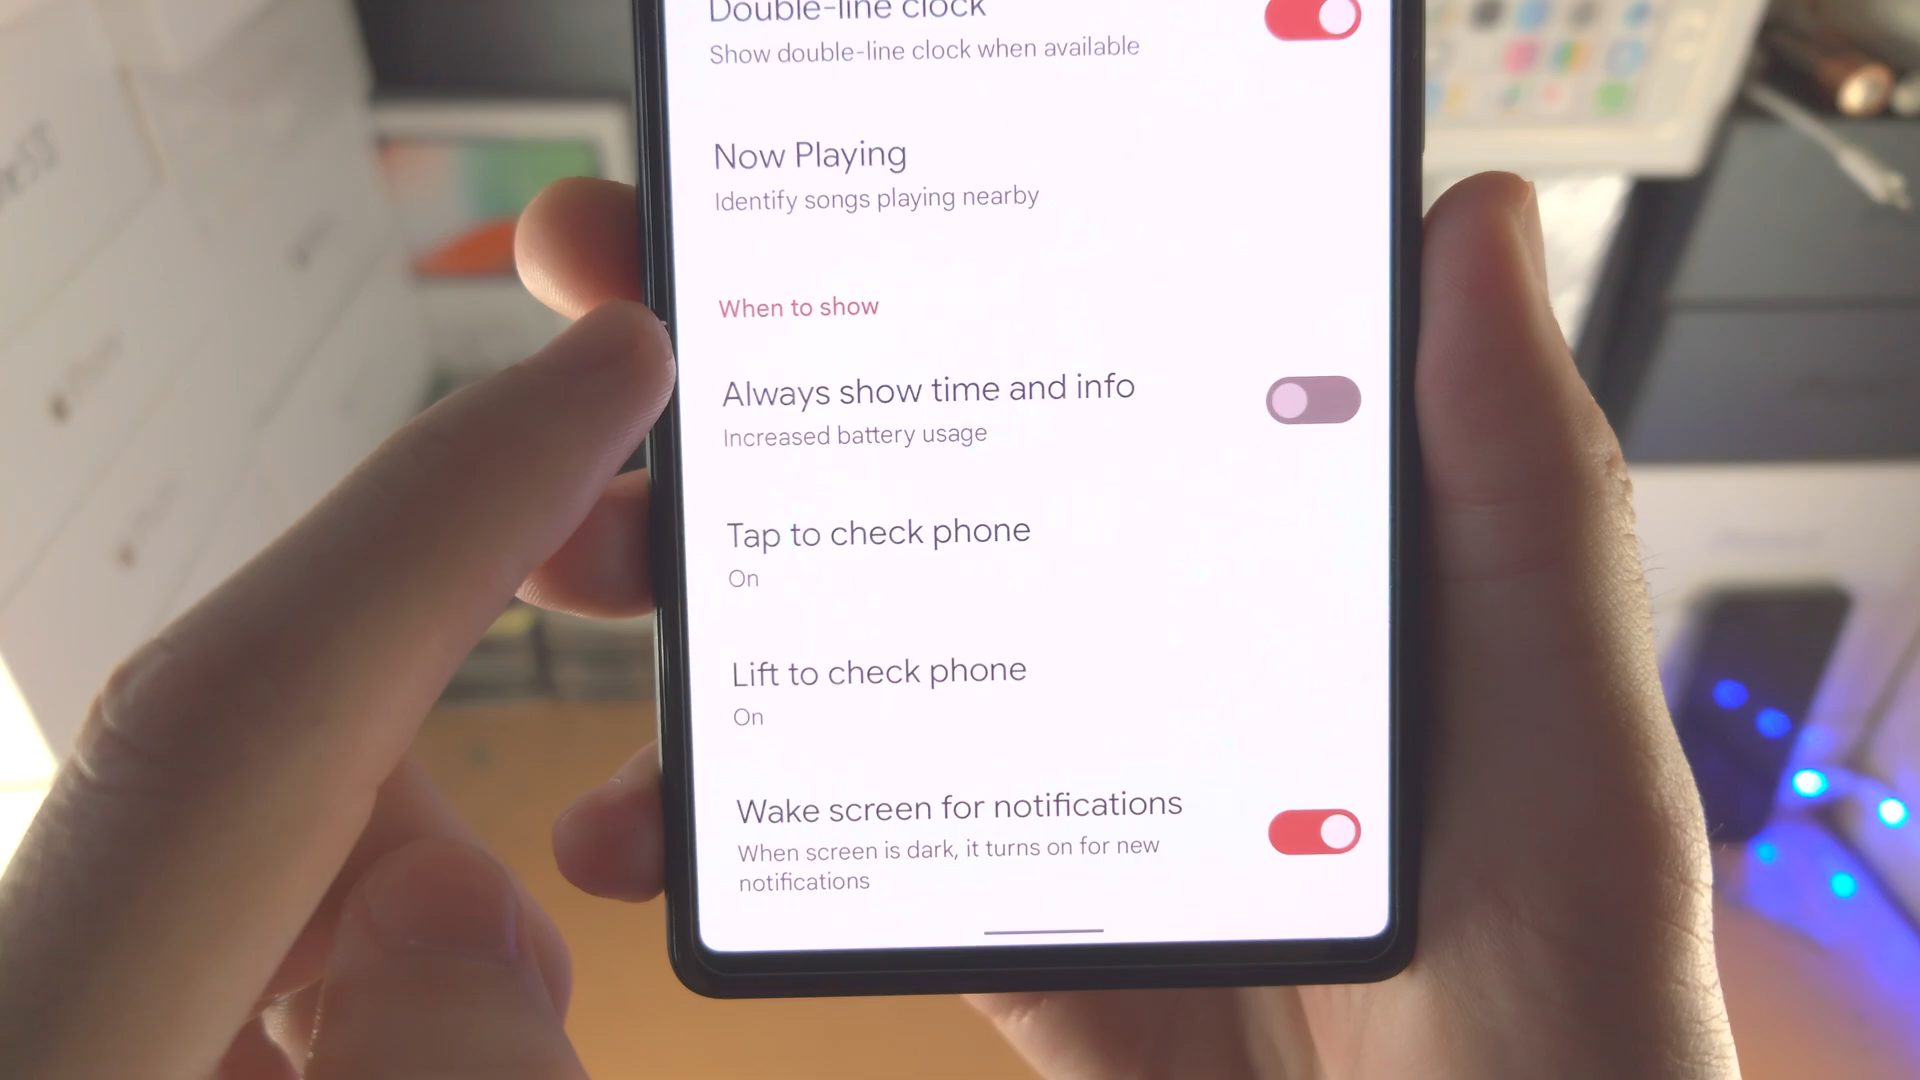 Double-line clock
Show double-line clock when available
Now Playing
Identify songs playing nearby
When to show
Always show time and info
Increased battery usage
Tap to check phone
On
Lift to check phone
On
Wake screen for notifications
When screen is dark, it turns on for new
notifications